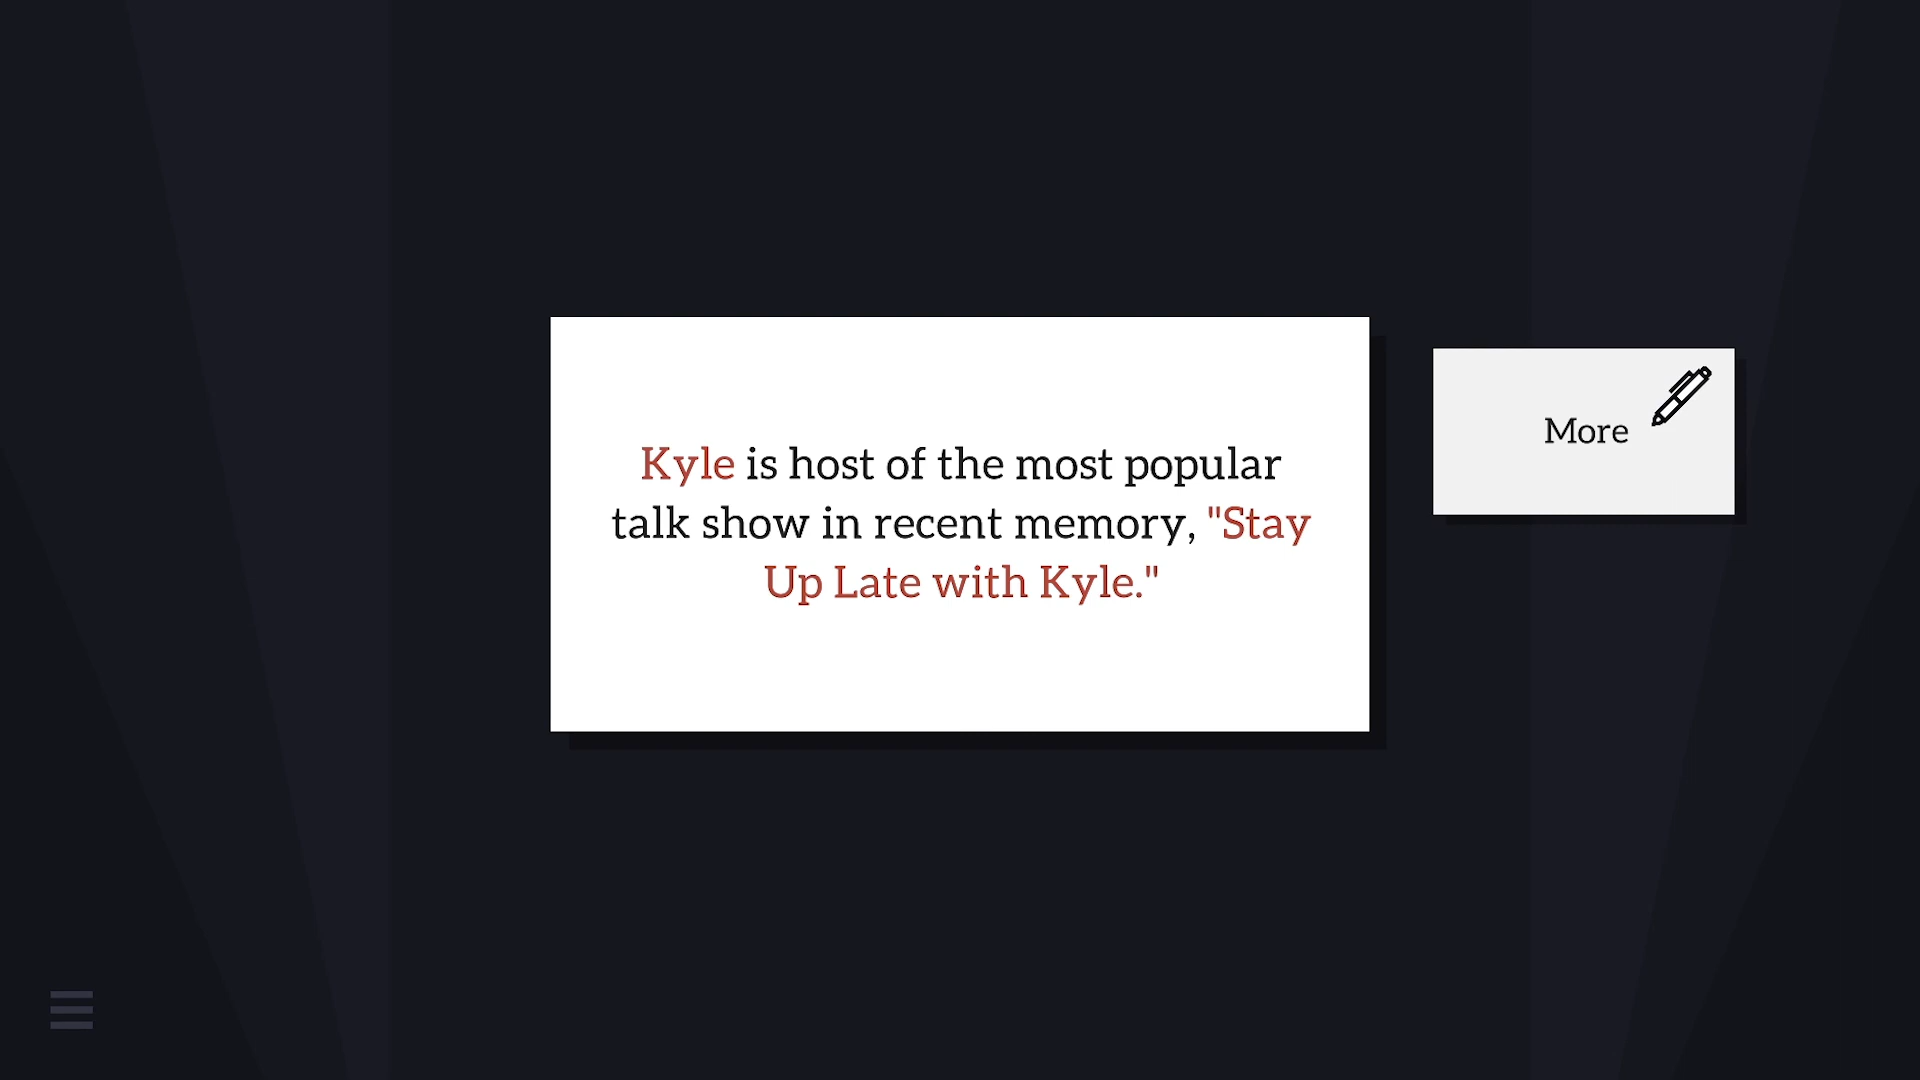 Kyle is host of the most popular
talk show in recent memory, "Stay
Up Late with Kyle."
More